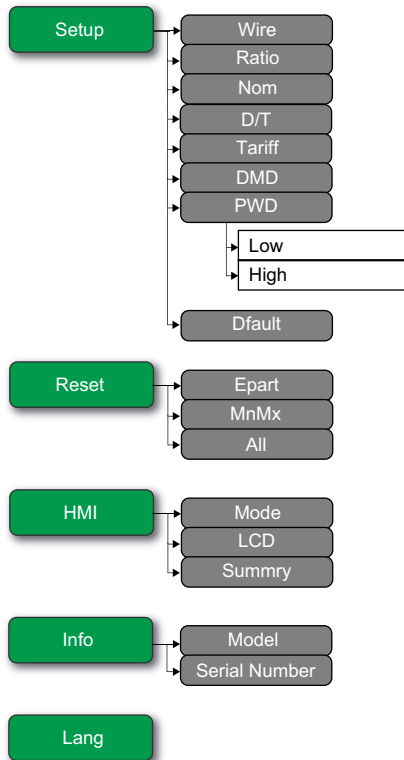 Setup
Wire
Ratio
Nom
D/T
Tariff
DMD
PWD
Low
High
Dfault
Reset
Epart
MnMx
All
HMI
Mode
LCD
Summry
Info
Model
Serial Number
Lang